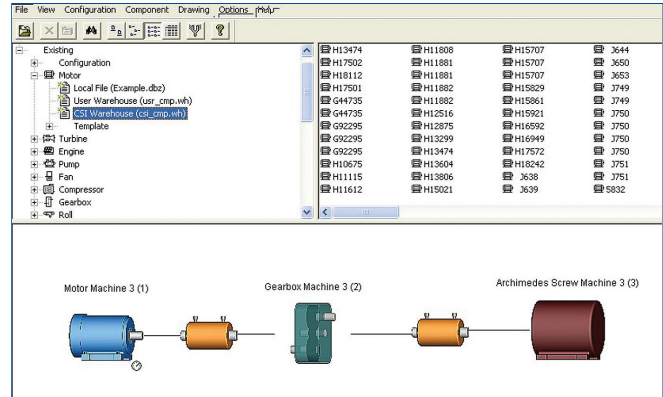 File View Configuration Component Drawing Options Help
Existing
Configuration
Motor
Local File (Example.dbz)
User Warehouse (usr_cmp.wh)
CSI Warehouse (csi_cmp.wh)
Template
Turbine
Engine
Pump
Fan
Compressor
Gearbox
Roll
H13474 H11808 H15707 J644
H17502 H11881 H15707 J650
H18112 H11881 H15707 J653
H17501 H11882 H15829 J749
G44735 H11882 H15861 J749
G44735 H12516 H15921 J750
G92295 H12875 H16592 J750
G92295 H13299 H16949 J750
G92295 H13474 H17572 J750
H10675 H13604 H18242 J751
H11115 H13806 J638 J751
H11612 H15021 J639 5832
Motor Machine 3 (1)
Gearbox Machine 3 (2)
Archimedes Screw Machine 3 (3)